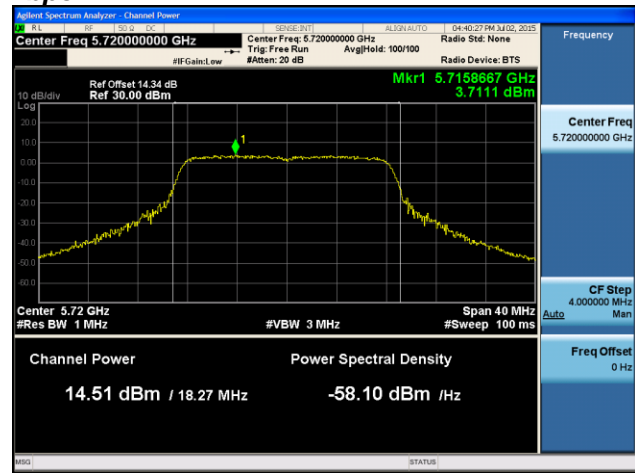 Agilent Spectrum Analyzer - Channel Power
RL RF 50 Ω DC SENSE:INT ALIGN AUTO 04:40:27 PM Jul 02, 2015
Center Freq 5.720000000 GHz
Center Freq: 5.720000000 GHz Radio Std: None
Trig: Free Run Avg|Hold: 100/100
#IFGain:Low #Atten: 20 dB Radio Device: BTS
Frequency
Mkr1 5.7158667 GHz
3.7111 dBm
Ref Offset 14.34 dB
10 dB/div Ref 30.00 dBm
Log
20.0
10.0
0.00
-10.0
-20.0
-30.0
-40.0
-50.0
-60.0
1
Center Freq
5.720000000 GHz
CF Step
4.000000 MHz
Auto Man
Freq Offset
0 Hz
Center 5.72 GHz Span 40 MHz
#Res BW 1 MHz #VBW 3 MHz #Sweep 100 ms
Channel Power Power Spectral Density
14.51 dBm / 18.27 MHz -58.10 dBm /Hz
MSG STATUS